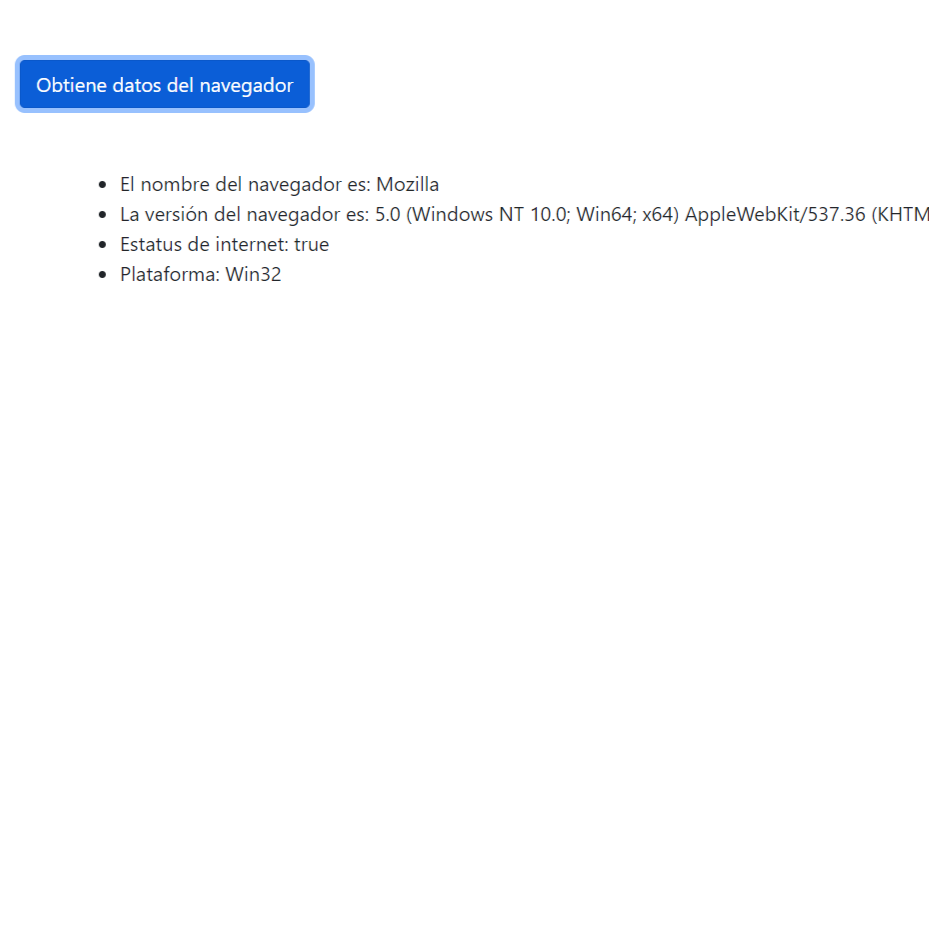 Obtiene datos del navegador
El nombre del navegador es: Mozilla
La versión del navegador es: 5.0 (Windows NT 10.0; Win64; x64) AppleWebKit/537.36 (KHTM
Estatus de internet: true
Plataforma: Win32